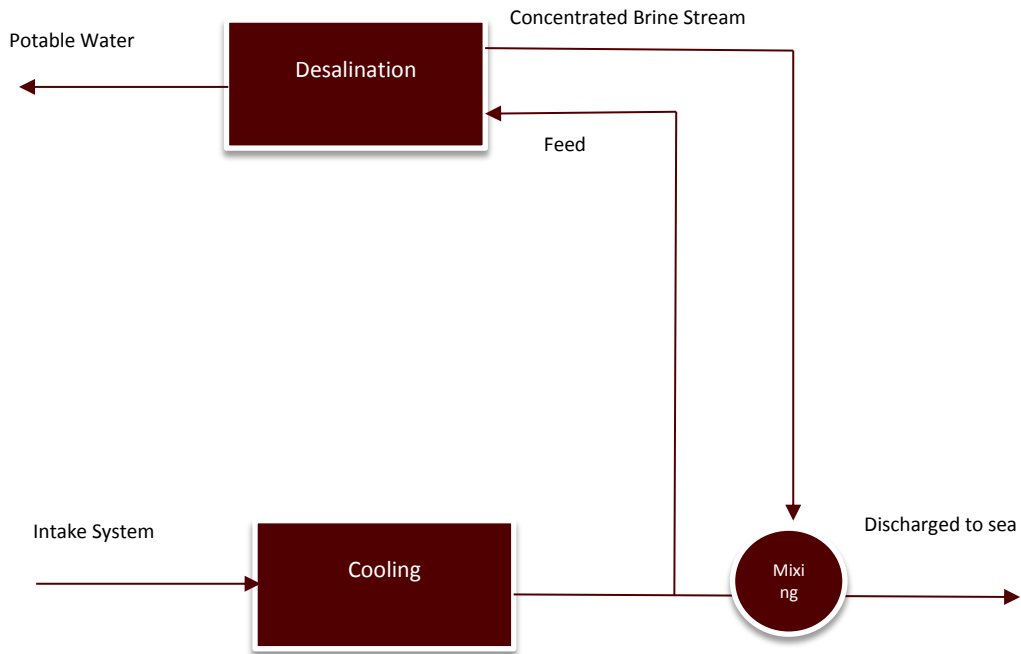 Concentrated Brine Stream
Potable Water
Desalination
Feed
Intake System
Discharged to sea
Cooling
Mixi
ng